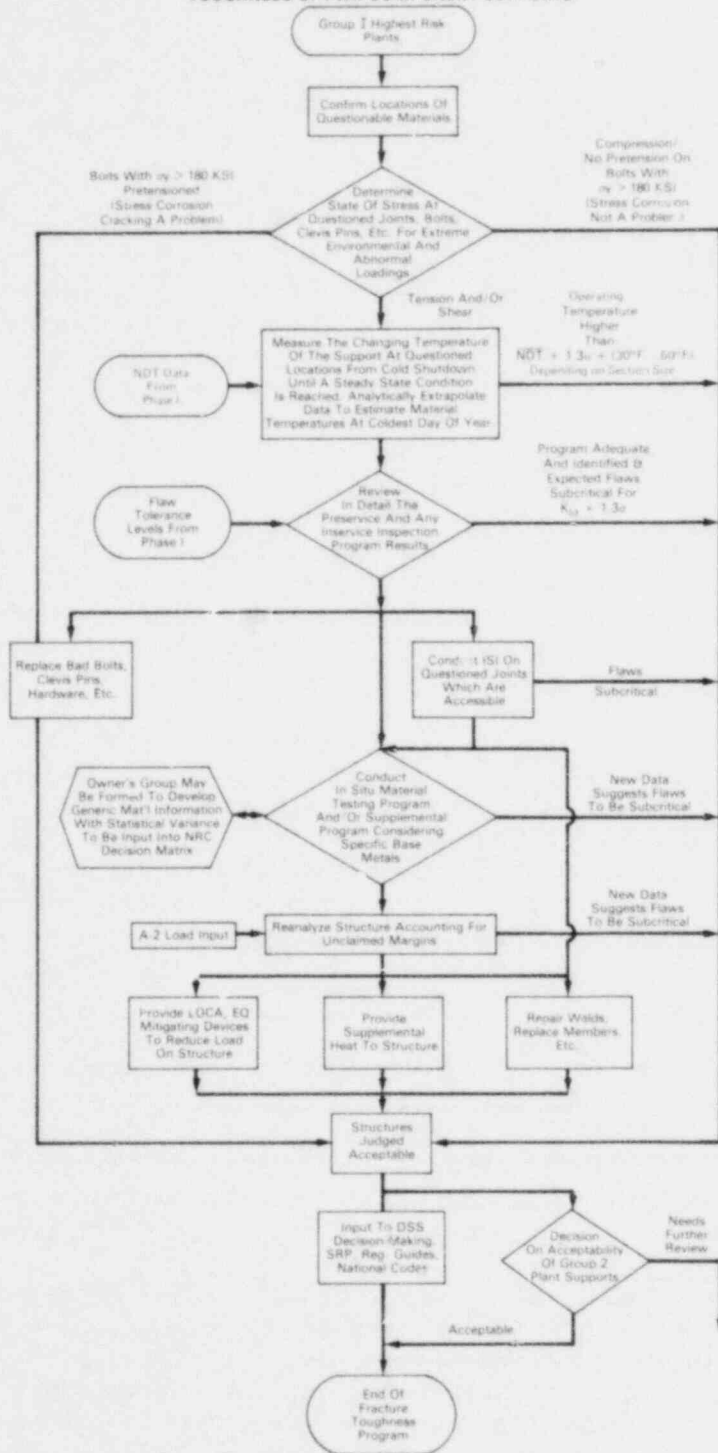 Group I Highest Risk
Plants
Confirm Locations Of
Questionable Materials
Bolts With σy > 180 KSI
Pretensioned
(Stress Corrosion
Cracking A Problem)
Determine
State Of Stress At
Questioned Joints, Bolts,
Clevis Pins, Etc. For Extreme
Environmental And
Abnormal
Loadings
Compression/
No Pretension On
Bolts With
σy > 180 KSI
(Stress Corrosion
Not A Problem)
Tension And/Or
Shear
NDT Data
From
Phase I
Measure The Changing Temperature
Of The Support At Questioned
Locations From Cold Shutdown
Until A Steady State Condition
Is Reached. Analytically Extrapolate
Data To Estimate Material
Temperatures At Coldest Day Of Year
Operating
Temperature
Higher
Than
NDT + 1.3σ + (30°F 60°F)
Depending on Section Size
Flaw
Tolerance
Levels From
Phase I
Review
In Detail The
Preservice And Any
Inservice Inspection
Program Results
Program Adequate
And Identified &
Expected Flaws
Subcritical For
1.3σ
Replace Bad Bolts,
Clevis Pins,
Hardware, Etc.
Conduct ISI On
Questioned Joints
Which Are
Accessible
Flaws
Subcritical
Owner's Group May
Be Formed To Develop
Generic Mat'l Information
With Statistical Variance
To Be Input Into NRC
Decision Matrix
Conduct
In Situ Material
Testing Program
And/Or Supplemental
Program Considering
Specific Base
Metals
New Data
Suggests Flaws
To Be Subcritical
A-2 Load Input
Reanalyze Structure Accounting For
Unclaimed Margins
New Data
Suggests Flaws
To Be Subcritical
Provide LOCA, EQ
Mitigating Devices
To Reduce Load
On Structure
Provide
Supplemental
Heat To Structure
Repair Welds,
Replace Members,
Etc.
Structures
Judged
Acceptable
Input To DSS
Decision Making,
SRP, Reg. Guides,
National Codes
Decision
On Acceptability
Of Group 2
Plant Supports
Needs
Further
Review
Acceptable
End Of
Fracture
Toughness
Program